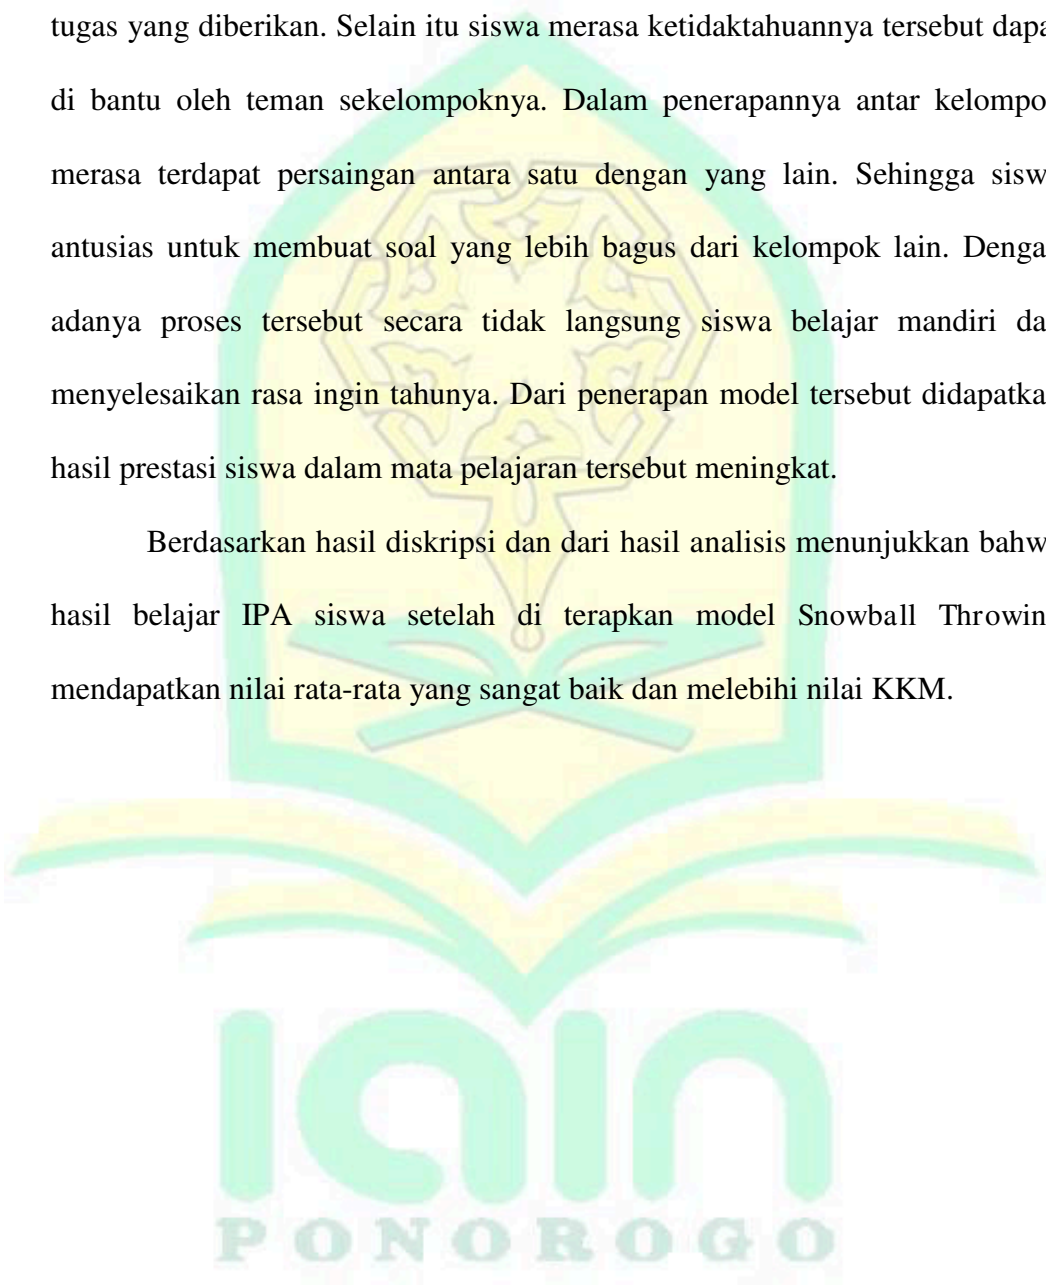 tugas yang diberikan. Selain itu siswa merasa ketidaktahuannya tersebut dapa
di bantu oleh teman sekelompoknya. Dalam penerapannya antar kelompo
merasa terdapat persaingan antara satu dengan yang lain. Sehingga sisw
antusias untuk membuat soal yang lebih bagus dari kelompok lain. Denga
adanya proses tersebut secara tidak langsung siswa belajar mandiri da
menyelesaikan rasa ingin tahunya. Dari penerapan model tersebut didapatka
hasil prestasi siswa dalam mata pelajaran tersebut meningkat.
Berdasarkan hasil diskripsi dan dari hasil analisis menunjukkan bahw
hasil belajar IPA siswa setelah di terapkan model Snowball Throwin
mendapatkan nilai rata-rata yang sangat baik dan melebihi nilai KKM.
iain
PONOROGO